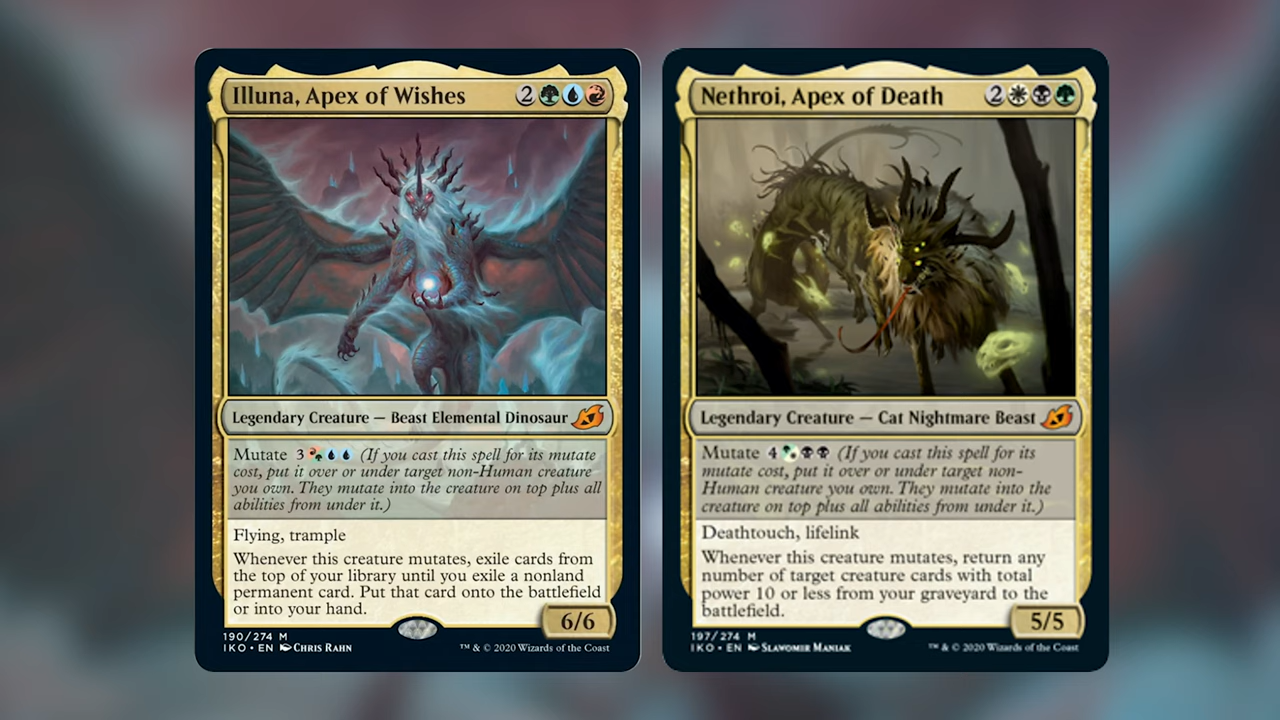 Illuna, Apex of Wishes 2
Legendary Creature — Beast Elemental Dinosaur
Mutate 3 (If you cast this spell for its mutate
cost, put it over or under target non-Human creature
you own. They mutate into the creature on top plus all
abilities from under it.)
Flying, trample
Whenever this creature mutates, exile cards from
the top of your library until you exile a nonland
permanent card. Put that card onto the battlefield
or into your hand.
6/6
190/274 M
IKO • EN Chris Rahn
™ & © 2020 Wizards of the Coast
Nethroi, Apex of Death 2
Legendary Creature — Cat Nightmare Beast
Mutate 4 (If you cast this spell for its
mutate cost, put it over or under target non-
Human creature you own. They mutate into the
creature on top plus all abilities from under it.)
Deathtouch, lifelink
Whenever this creature mutates, return any
number of target creature cards with total
power 10 or less from your graveyard to the
battlefield.
5/5
197/274 M
IKO • EN Slawomir Maniak
™ & © 2020 Wizards of the Coast